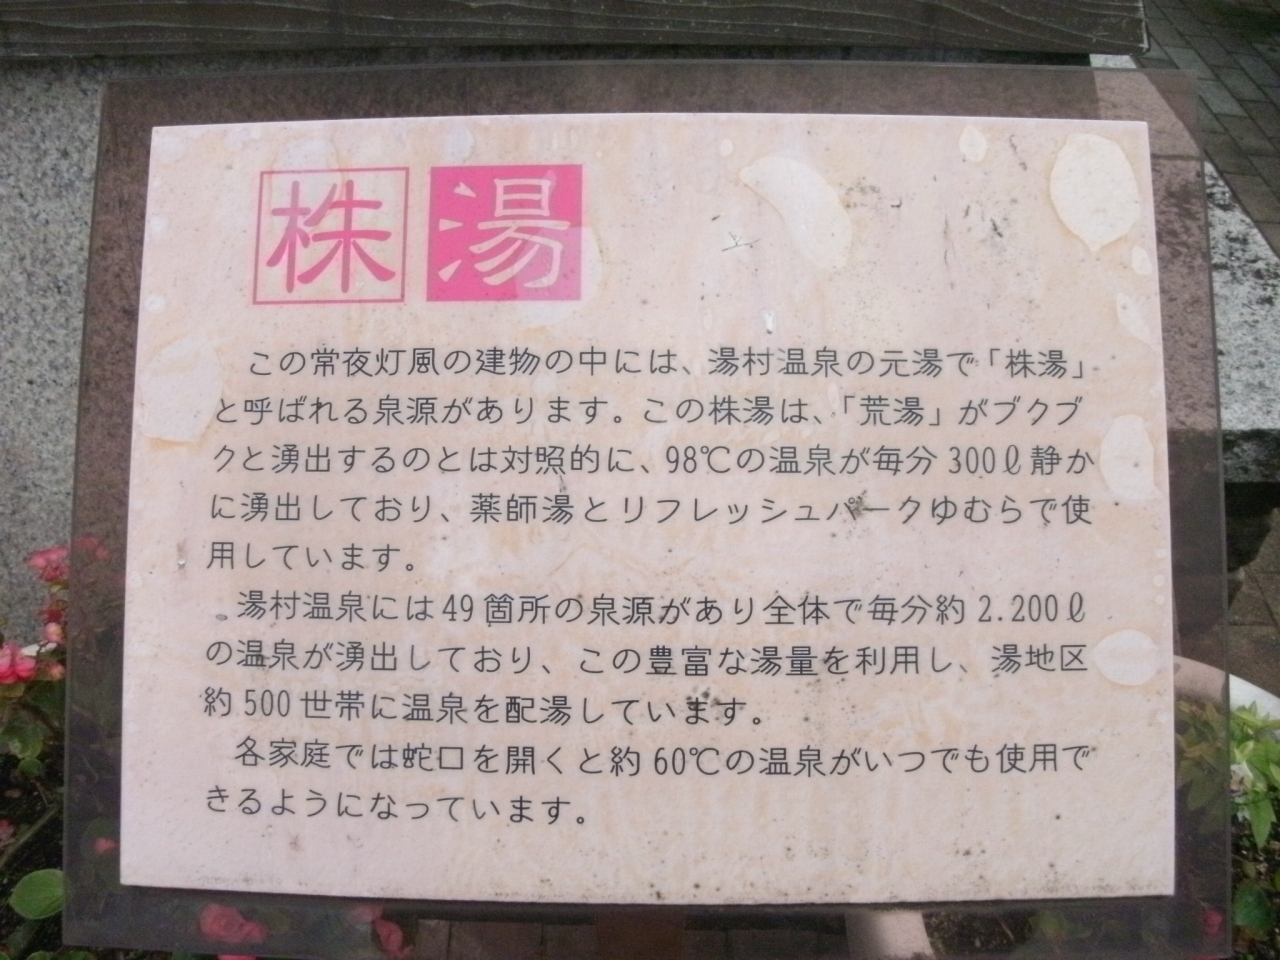 株湯
この常夜灯風の建物の中には、湯村温泉の元湯で「株湯」
と呼ばれる泉源があります。この株湯は、「荒湯」がブクブ
クと湧出するのとは対照的に、98℃の温泉が毎分300ℓ静か
に湧出しており、薬師湯とリフレッシュパークゆむらで使
用しています。
湯村温泉には49箇所の泉源があり全体で毎分約2.200ℓ
の温泉が湧出しており、この豊富な湯量を利用し、湯地区
約500世帯に温泉を配湯しています。
各家庭では蛇口を開くと約60℃の温泉がいつでも使用で
きるようになっています。